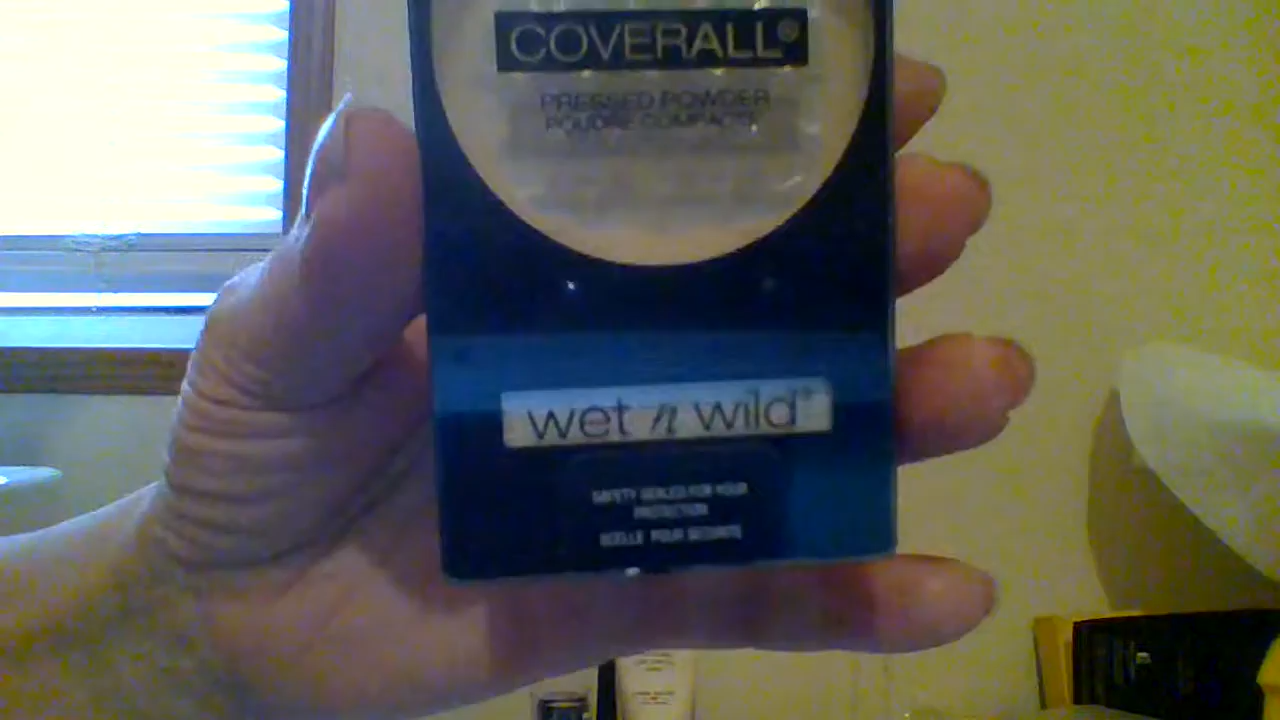 COVERALL®
PRESSED POWDER
POUDRE COMPACTE
wet n wild®
SAFETY SEALED FOR YOUR
PROTECTION
SCELLÉ POUR SÉCURITÉ